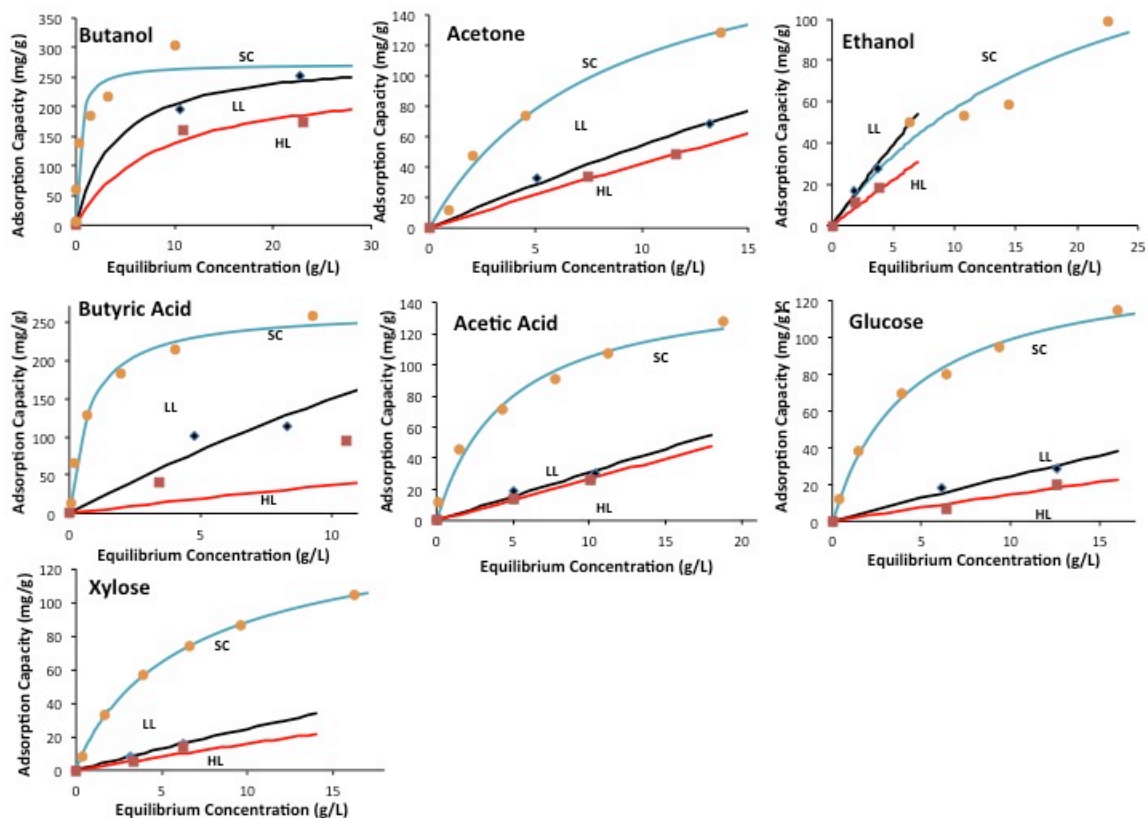 Butanol
Adsorption Capacity (mg/g)
350
300
250
200
150
100
50
0
SC
LL
HL
0
10
20
30
Equilibrium Concentration (g/L)
Acetone
Adsorption Capacity (mg/g)
140
120
100
80
60
40
20
0
SC
LL
HL
0
5
10
15
Equilibrium Concentration (g/L)
Ethanol
Adsorption Capacity (mg/g)
100
80
60
40
20
0
SC
LL
HL
0
5
10
15
20
25
Equilibrium Concentration (g/L)
Butyric Acid
Adsorption Capacity (mg/g)
250
200
150
100
50
0
SC
LL
HL
0
5
10
Equilibrium Concentration (g/L)
Acetic Acid
Adsorption Capacity (mg/g)
140
120
100
80
60
40
20
0
SC
LL
HL
0
5
10
15
20
Equilibrium Concentration (g/L)
SC
Glucose
Adsorption Capacity (mg/g)
120
100
80
60
40
20
0
SC
LL
HL
0
5
10
15
Equilibrium Concentration (g/L)
Xylose
Adsorption Capacity (mg/g)
120
100
80
60
40
20
0
SC
LL
HL
0
5
10
15
Equilibrium Concentration (g/L)